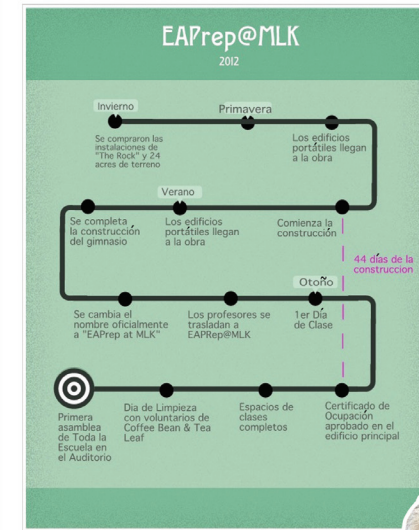 EAPrep@MLK
2012
Invierno
Primavera
Se compraron las
instalaciones de
"The Rock" y 24
acres de terreno
Los edificios
portátiles llegan
a la obra
Verano
Se completa
la construcción
del gimnasio
Los edificios
portátiles llegan
a la obra
Comienza la
construcción
44 días de la
construccion
Otoño
Se cambia el
nombre oficialmente
a "EAPrep at MLK"
Los profesores se
trasladan a
EAPRep@MLK
1er Día
de Clase
Primera
asamblea
de Toda la
Escuela en
el Auditorio
Dia de Limpieza
con voluntarios de
Coffee Bean & Tea
Leaf
Espacios de
clases
completos
Certificado de
Ocupación
aprobado en el
edificio principal